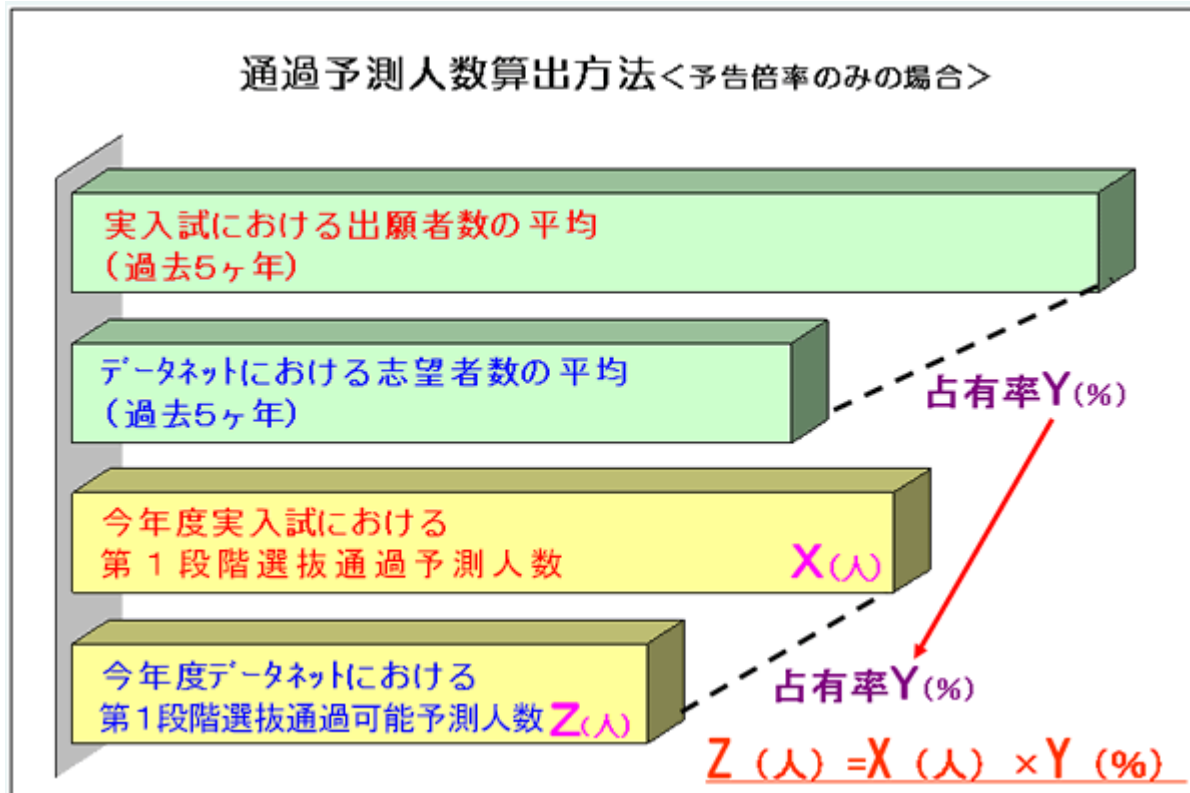 通過予測人数算出方法<予告倍率のみの場合>
実入試における出願者数の平均
(過去5ヶ年)
ﾃﾞｰﾀﾈｯﾄにおける志望者数の平均
(過去5ヶ年)
占有率Y(%)
今年度実入試における
第1段階選抜通過予測人数 X(人)
今年度ﾃﾞｰﾀﾈｯﾄにおける
第1段階選抜通過可能予測人数 Z(人)
占有率Y(%)
Z(人)=X(人)×Y(%)